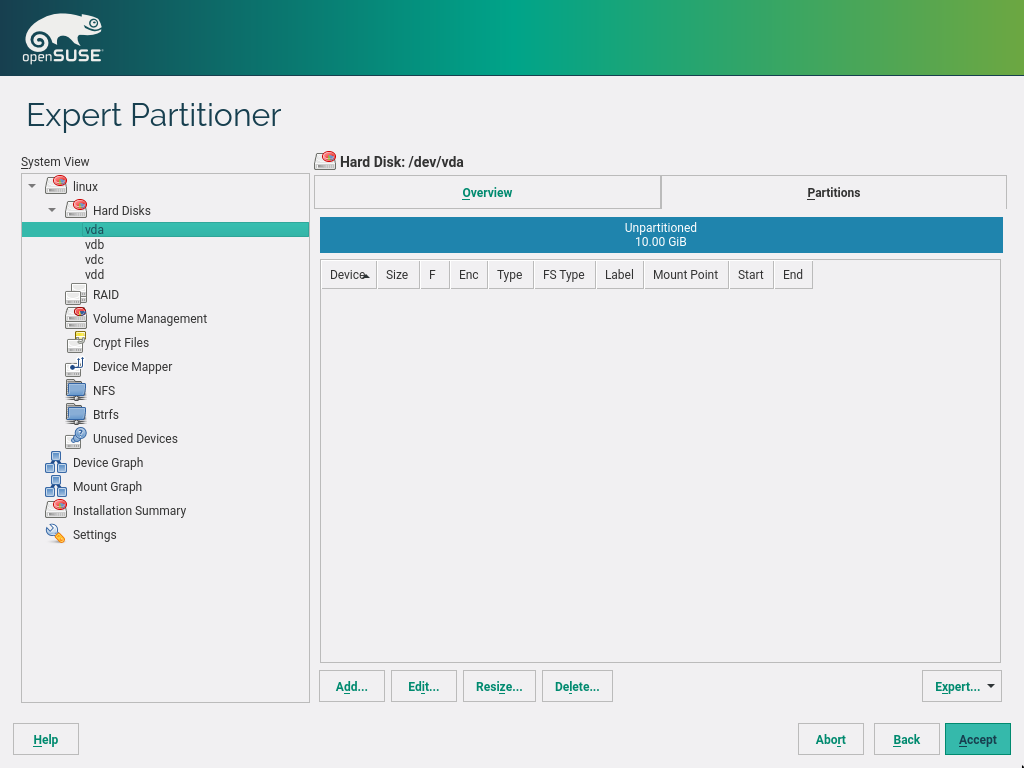 openSUSE
Expert Partitioner
System View
linux
Hard Disks
vda
vdb
vdc
vdd
RAID
Volume Management
Crypt Files
Device Mapper
NFS
Btrfs
Unused Devices
Device Graph
Mount Graph
Installation Summary
Settings
Hard Disk: /dev/vda
Overview Partitions
Unpartitioned
10.00 GiB
Device Size F Enc Type FS Type Label Mount Point Start End
Add... Edit... Resize... Delete... Expert...
Help Abort Back Accept